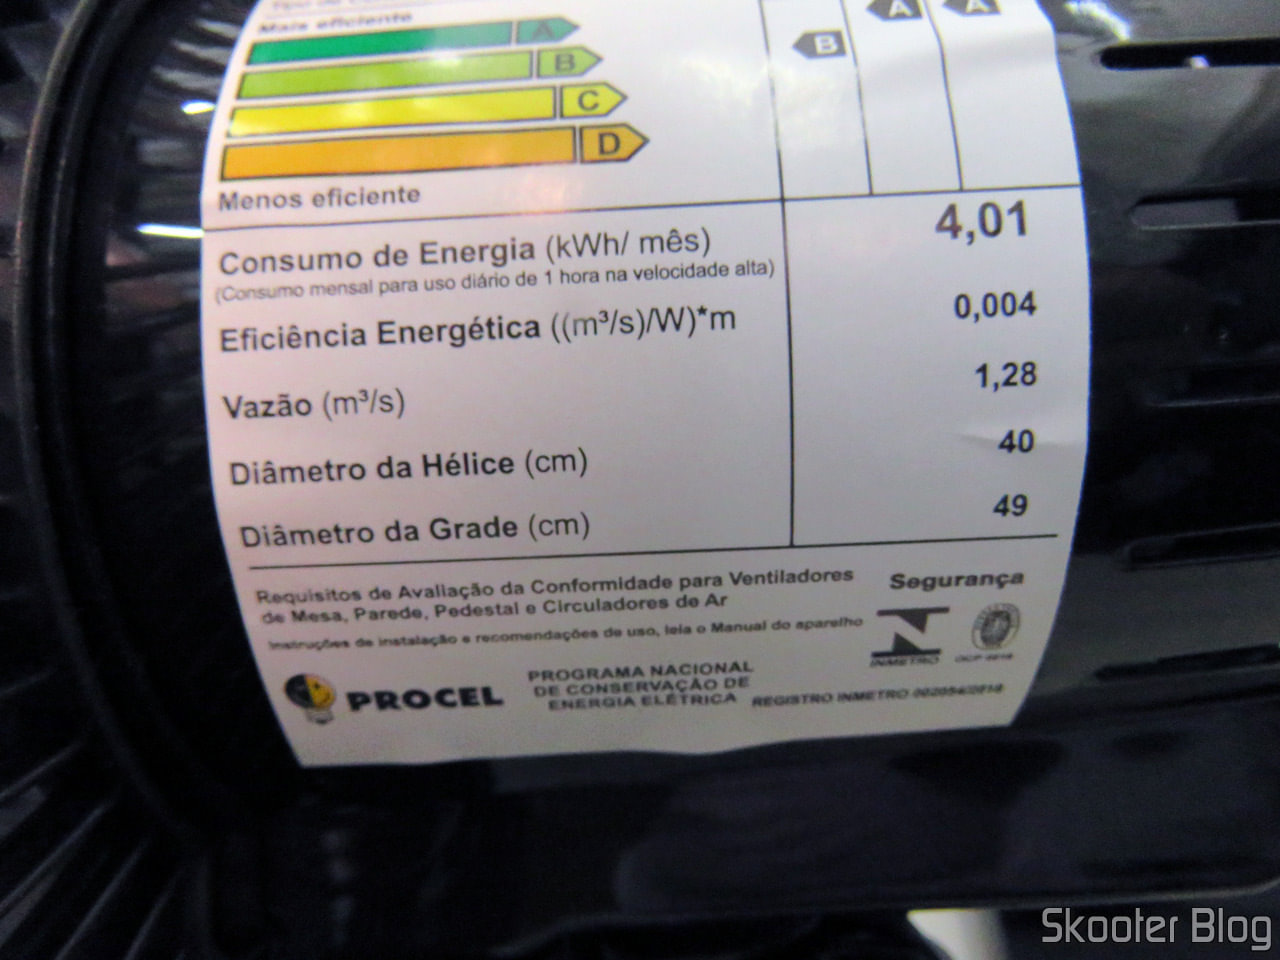 Mais eficiente
A
A
A
B
B
C
D
Menos eficiente
Consumo de Energia (kWh/ mês) 4,01
(Consumo mensal para uso diário de 1 hora na velocidade alta)
Eficiência Energética ((m³/s)/W)*m 0,004
Vazão (m³/s) 1,28
Diâmetro da Hélice (cm) 40
Diâmetro da Grade (cm) 49
Requisitos de Avaliação da Conformidade para Ventiladores
de Mesa, Parede, Pedestal e Circuladores de Ar
Instruções de instalação e recomendações de uso, leia o Manual do aparelho
Segurança
INMETRO
PROCEL
PROGRAMA NACIONAL
DE CONSERVAÇÃO DE
ENERGIA ELÉTRICA
REGISTRO INMETRO
Skooter Blog